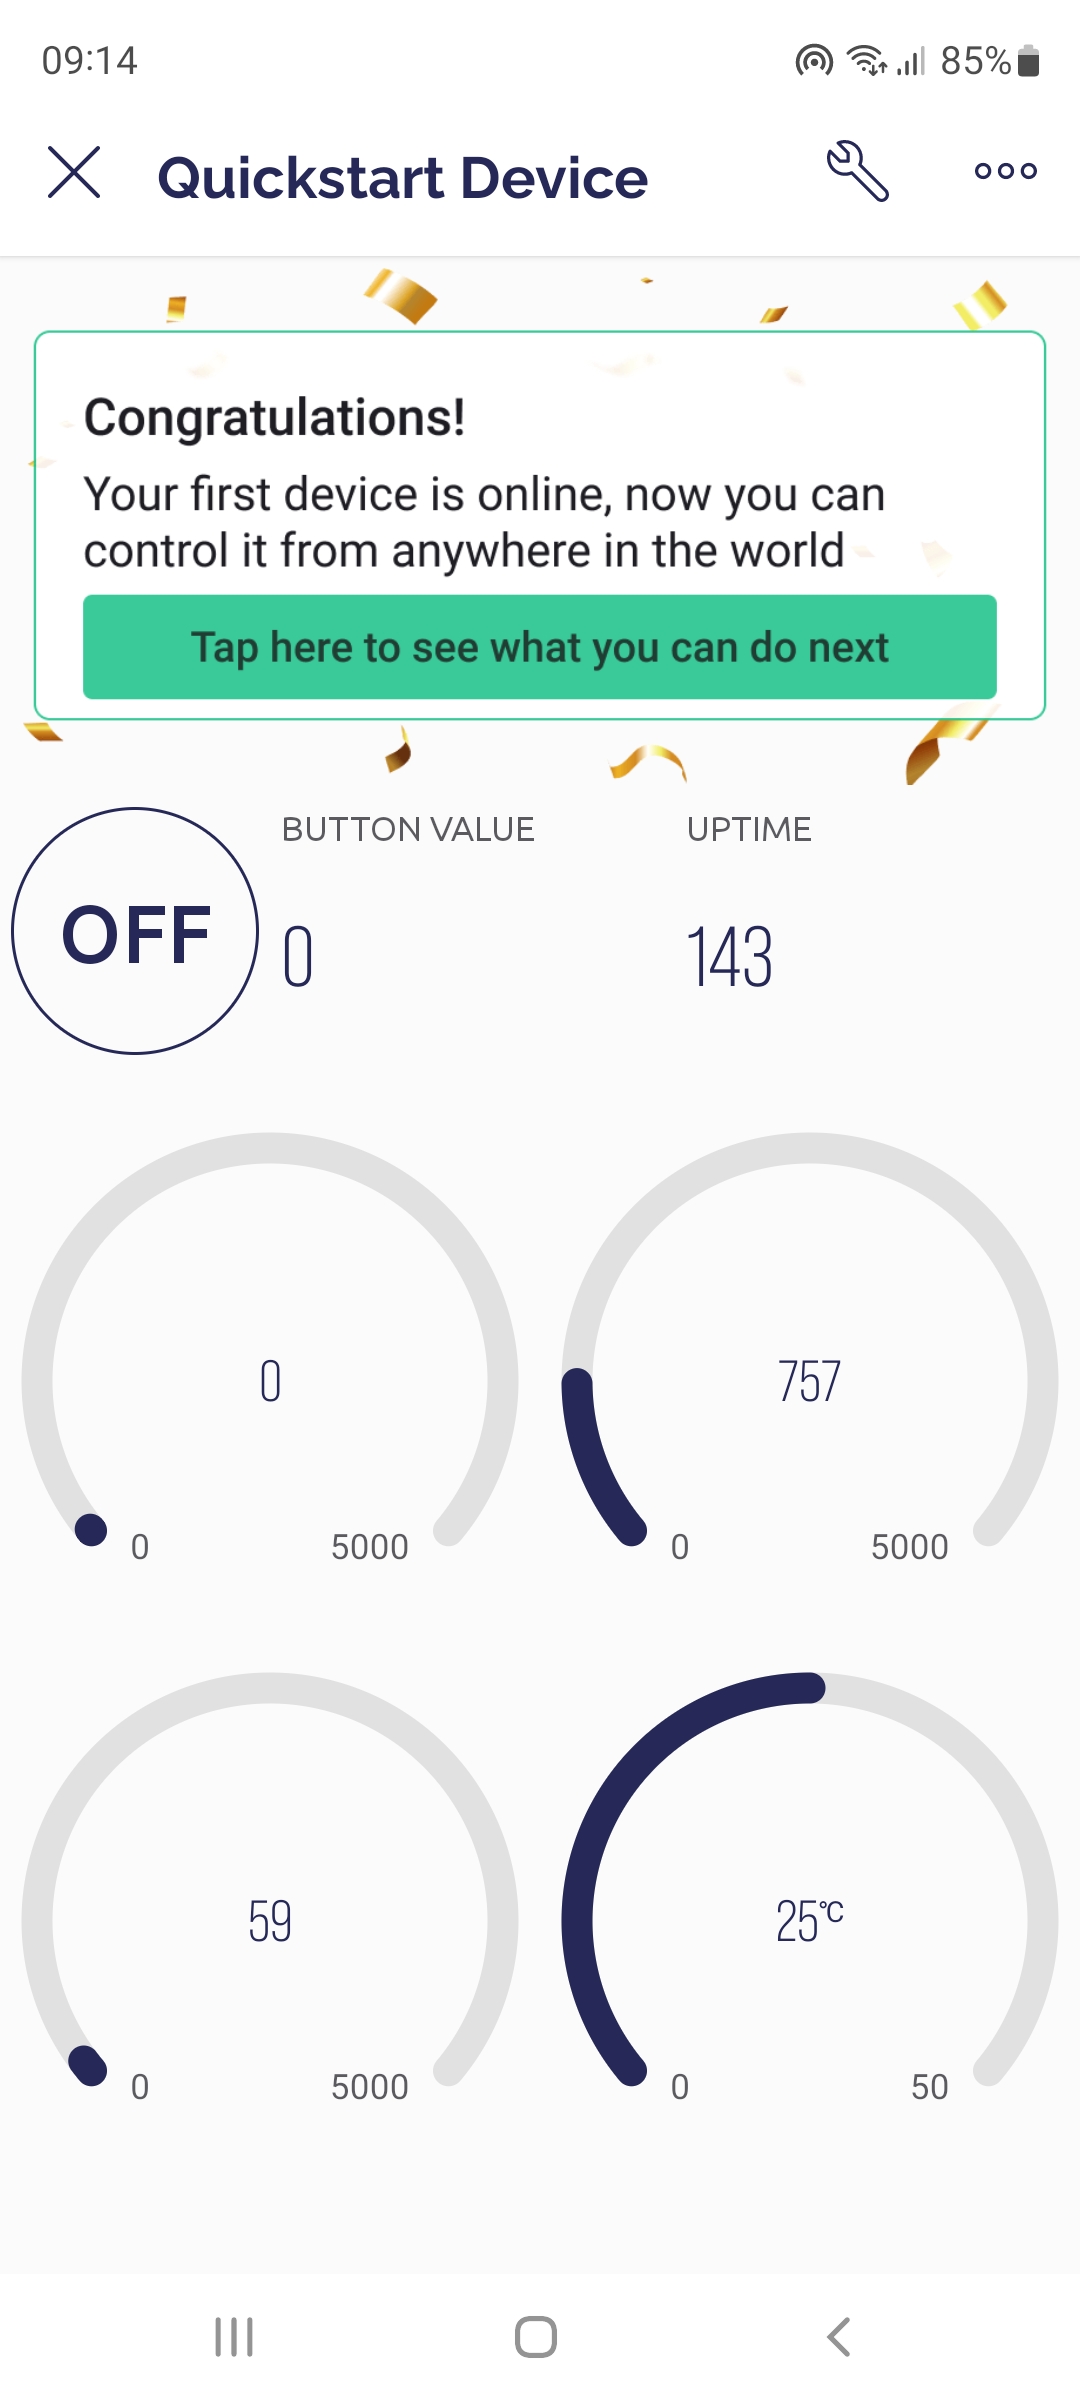 09:14
85%
Quickstart Device
Congratulations!
Your first device is online, now you can
control it from anywhere in the world
Tap here to see what you can do next
OFF
BUTTON VALUE
0
UPTIME
143
0
0 5000
757
0 5000
59
0 5000
25°C
0 50